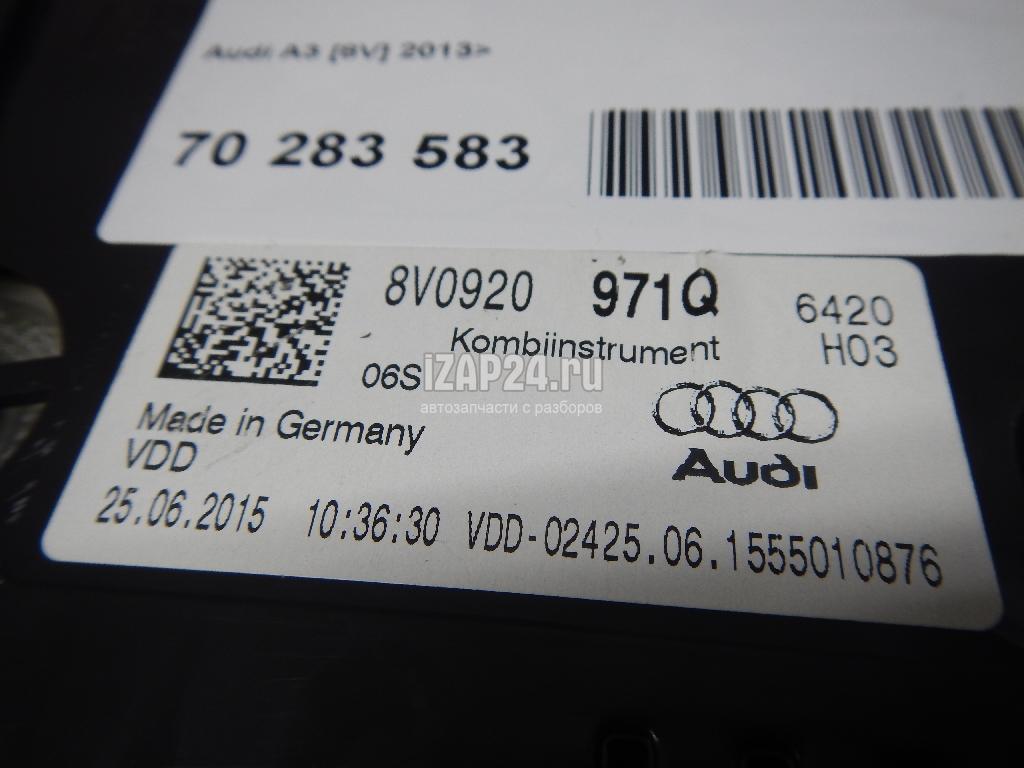 Audi A3 [8V] 2013>
70 283 583
8V0920 971Q 6420
Kombiinstrument H03
06S
iZAP24.ru
автозапчасти с разборов
Made in Germany
VDD
Audi
25.06.2015 10:36:30 VDD-02425.06.1555010876